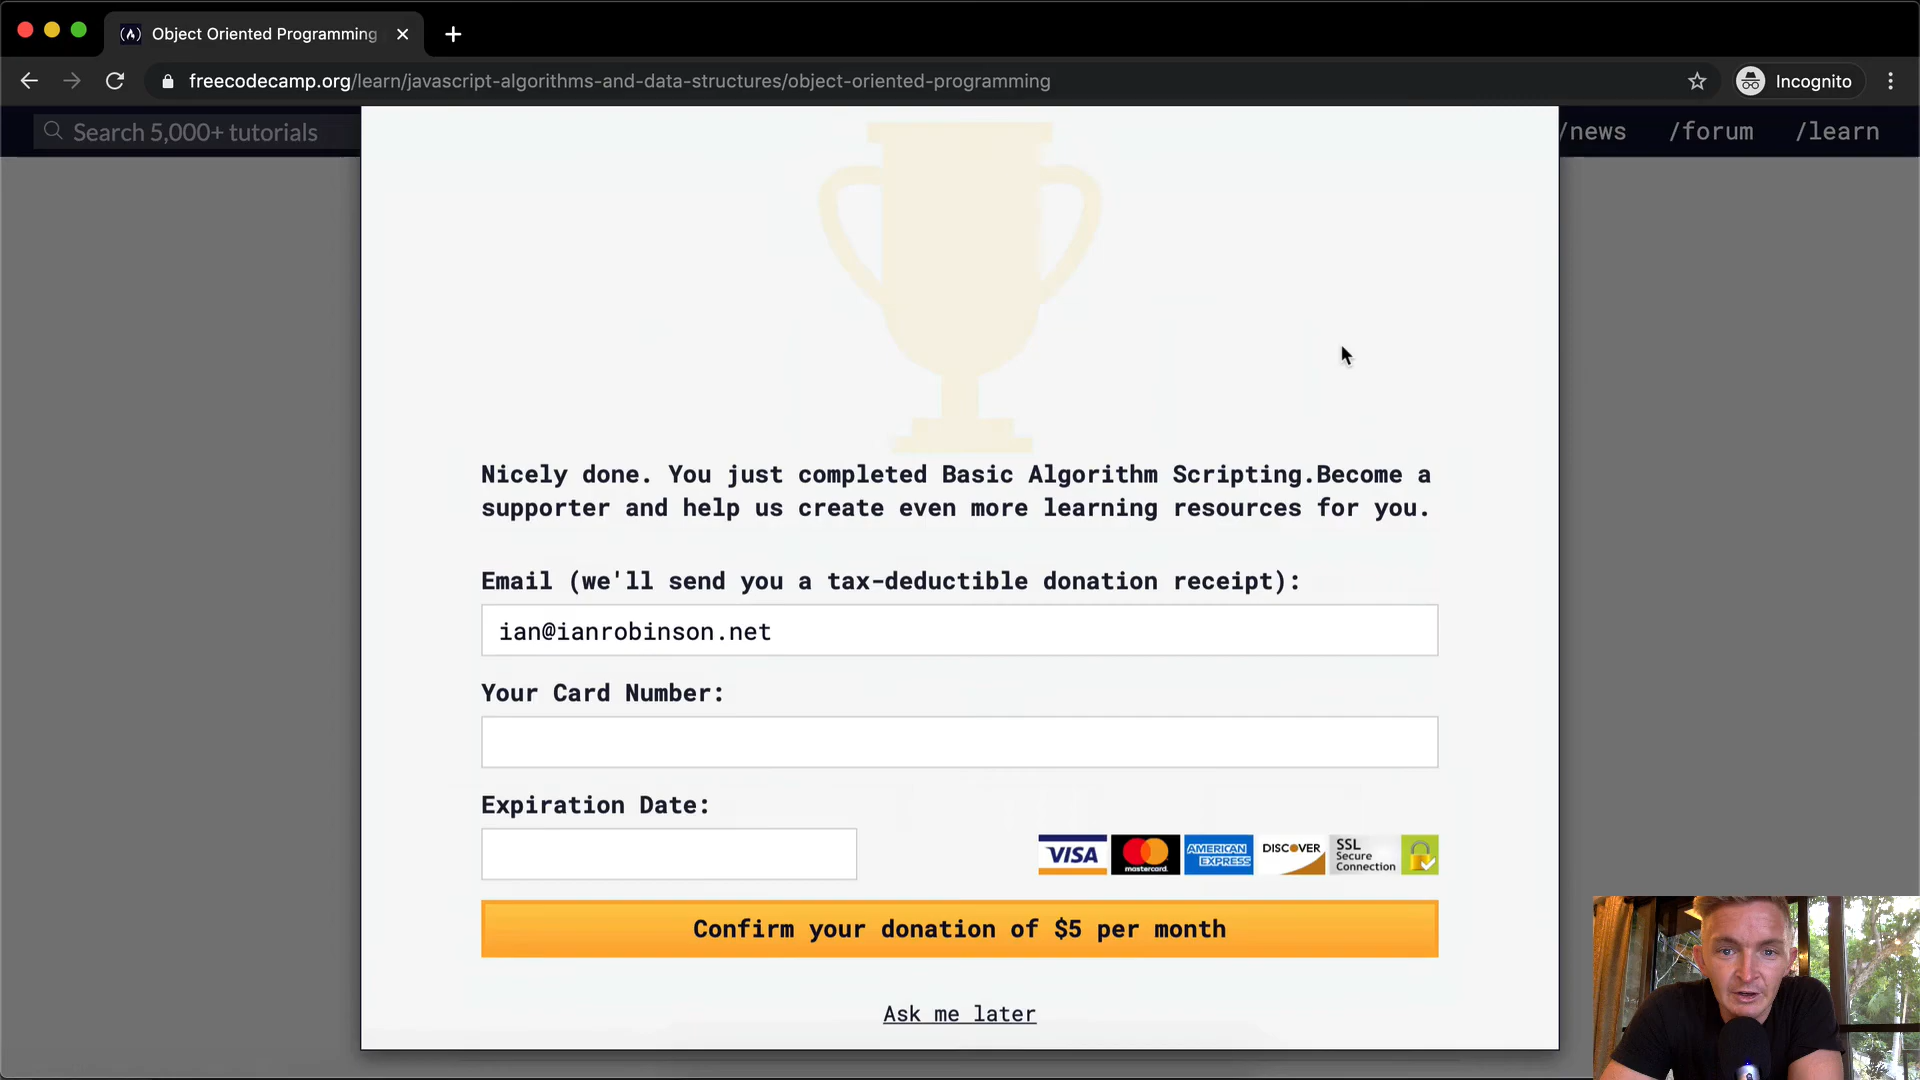 Object Oriented Programming
freecodecamp.org/learn/javascript-algorithms-and-data-structures/object-oriented-programming
Incognito
Search 5,000+ tutorials
/news /forum /learn
Nicely done. You just completed Basic Algorithm Scripting.Become a
supporter and help us create even more learning resources for you.
Email (we'll send you a tax-deductible donation receipt):
ian@ianrobinson.net
Your Card Number:
Expiration Date:
VISA
mastercard.
AMERICAN
EXPRESS
DISCOVER
SSL
Secure
Connection
Confirm your donation of $5 per month
Ask me later